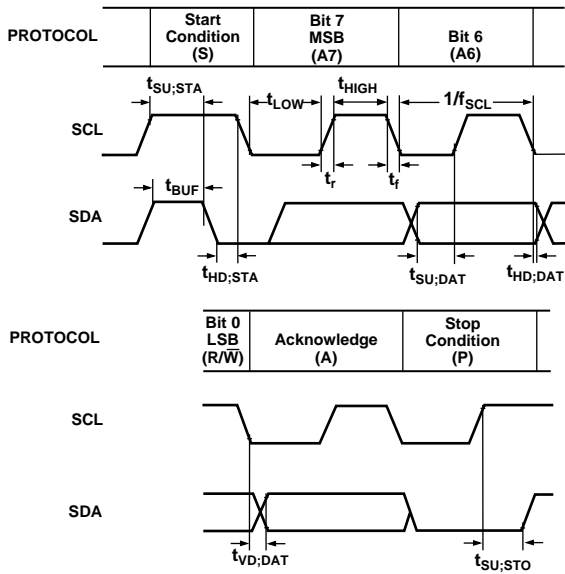 PROTOCOL
Start
Condition
(S)
Bit 7
MSB
(A7)
Bit 6
(A6)
tSU;STA
tLOW
tHIGH
1/fSCL
SCL
tBUF
tr
tf
SDA
tHD;STA
tSU;DAT
tHD;DAT
PROTOCOL
Bit 0
LSB
(R/W̅)
Acknowledge
(A)
Stop
Condition
(P)
SCL
SDA
tVD;DAT
tSU;STO